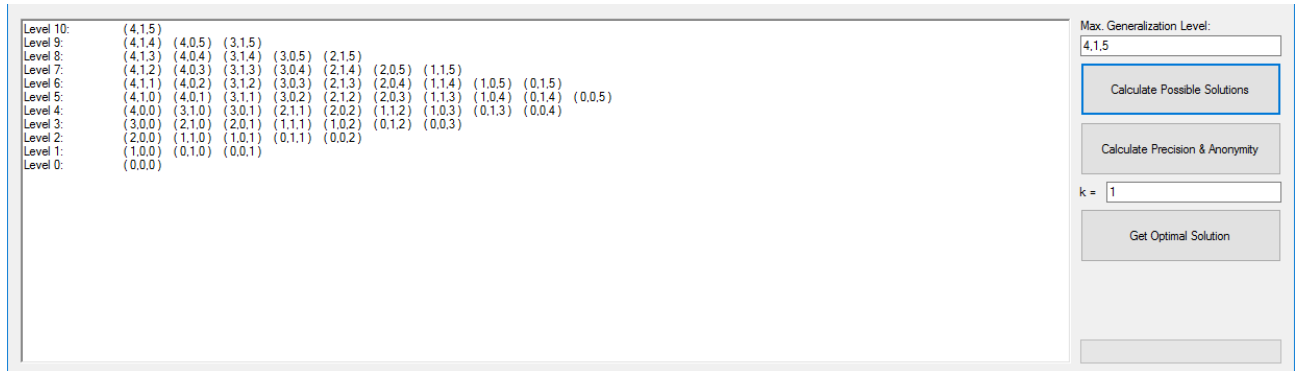 Level 10: (4,1,5)
Level 9: (4,1,4) (4,0,5) (3,1,5)
Level 8: (4,1,3) (4,0,4) (3,1,4) (3,0,5) (2,1,5)
Level 7: (4,1,2) (4,0,3) (3,1,3) (3,0,4) (2,1,4) (2,0,5) (1,1,5)
Level 6: (4,1,1) (4,0,2) (3,1,2) (3,0,3) (2,1,3) (2,0,4) (1,1,4) (1,0,5) (0,1,5)
Level 5: (4,1,0) (4,0,1) (3,1,1) (3,0,2) (2,1,2) (2,0,3) (1,1,3) (1,0,4) (0,1,4) (0,0,5)
Level 4: (4,0,0) (3,1,0) (3,0,1) (2,1,1) (2,0,2) (1,1,2) (1,0,3) (0,1,3) (0,0,4)
Level 3: (3,0,0) (2,1,0) (2,0,1) (1,1,1) (1,0,2) (0,1,2) (0,0,3)
Level 2: (2,0,0) (1,1,0) (1,0,1) (0,1,1) (0,0,2)
Level 1: (1,0,0) (0,1,0) (0,0,1)
Level 0: (0,0,0)
Max. Generalization Level:
4,1,5
Calculate Possible Solutions
Calculate Precision & Anonymity
k = 1
Get Optimal Solution